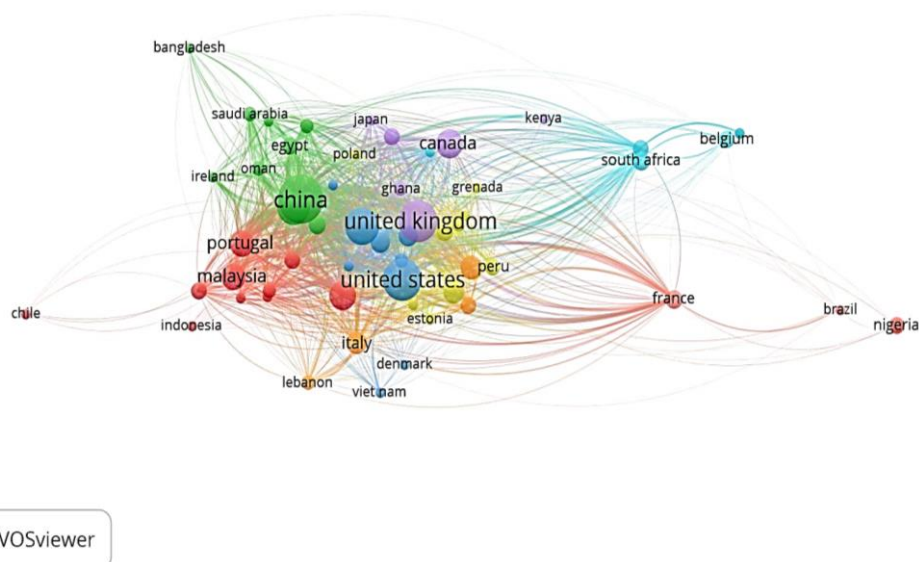 bangladesh
saudi arabia
japan
kenya
egypt
canada
belgium
poland
south africa
oman
ireland
ghana
grenada
china
united kingdom
portugal
peru
malaysia
united states
france
chile
brazil
estonia
indonesia
nigeria
italy
denmark
lebanon
viet nam
VOSviewer